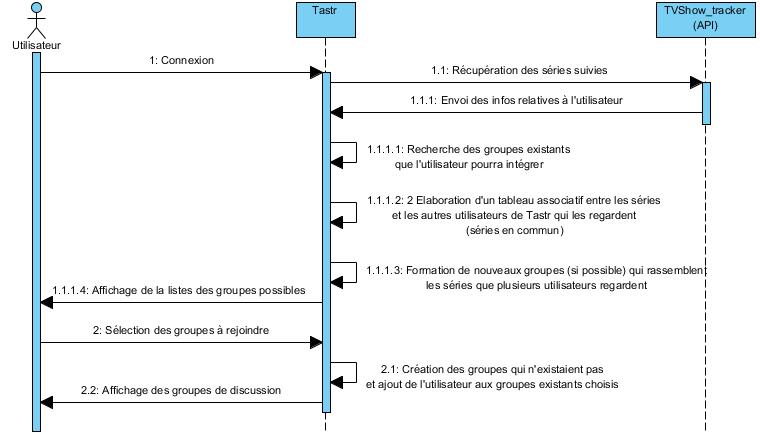 Utilisateur
Tastr
TVShow_tracker
(API)
1: Connexion
1.1: Récupération des séries suivies
1.1.1: Envoi des infos relatives à l'utilisateur
1.1.1.1: Recherche des groupes existants
que l'utilisateur pourra intégrer
1.1.1.2: 2 Elaboration d'un tableau associatif entre les séries
et les autres utilisateurs de Tastr qui les regardent
(séries en commun)
1.1.1.3: Formation de nouveaux groupes (si possible) qui rassemblent
les séries que plusieurs utilisateurs regardent
1.1.1.4: Affichage de la listes des groupes possibles
2: Sélection des groupes à rejoindre
2.1: Création des groupes qui n'existaient pas
et ajout de l'utilisateur aux groupes existants choisis
2.2: Affichage des groupes de discussion